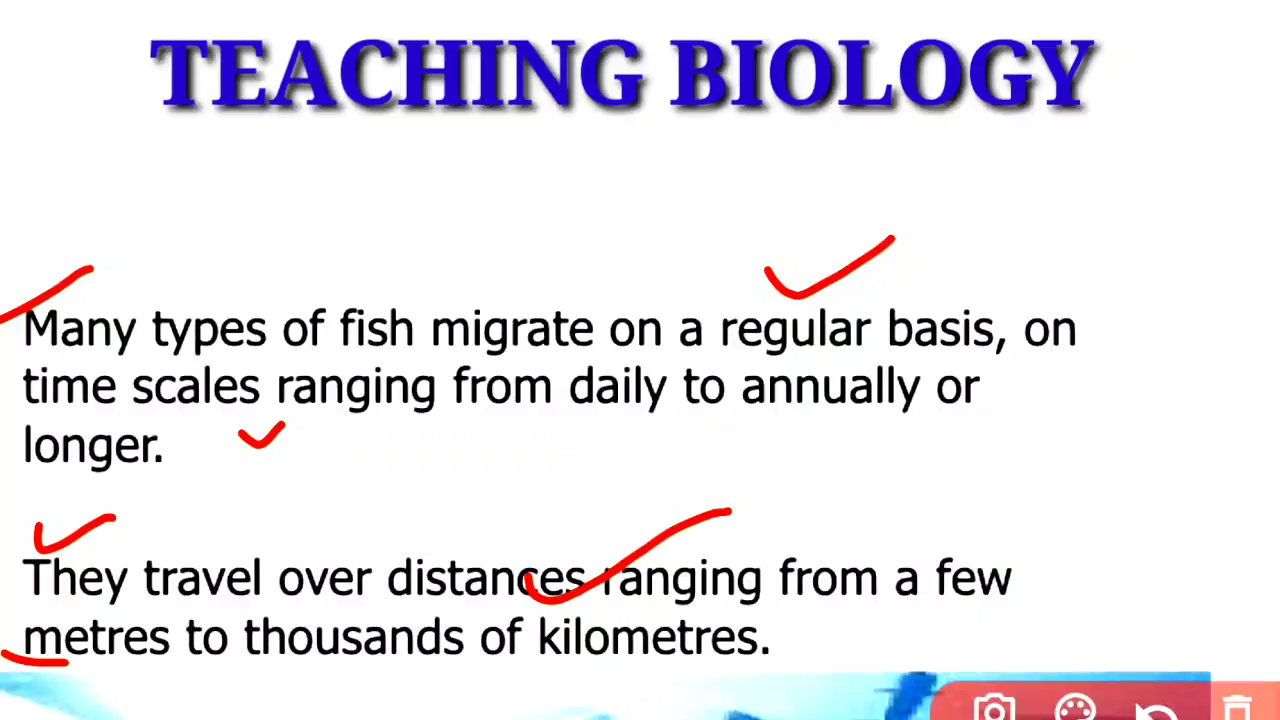 TEACHING BIOLOGY
Many types of fish migrate on a regular basis, on
time scales ranging from daily to annually or
longer.
They travel over distances ranging from a few
metres to thousands of kilometres.